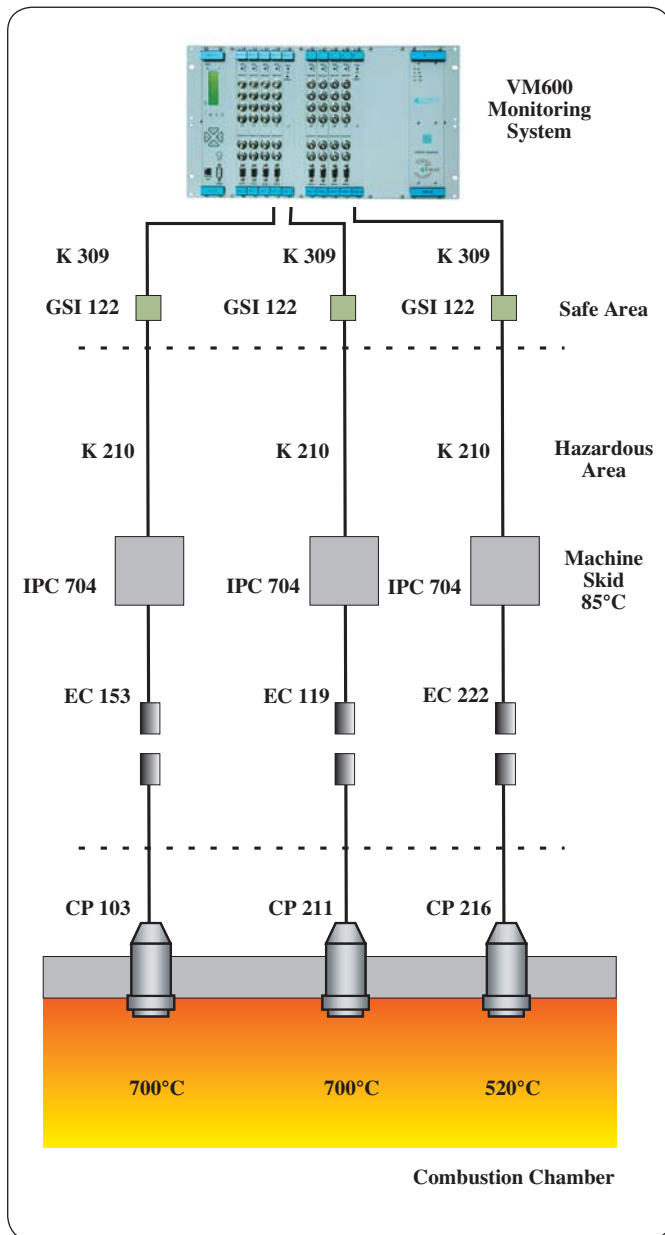 VM600
Monitoring
System
K 309
K 309
K 309
GSI 122
GSI 122
GSI 122
Safe Area
K 210
K 210
K 210
Hazardous
Area
IPC 704
IPC 704
IPC 704
Machine
Skid
85°C
EC 153
EC 119
EC 222
CP 103
CP 211
CP 216
700°C
700°C
520°C
Combustion Chamber